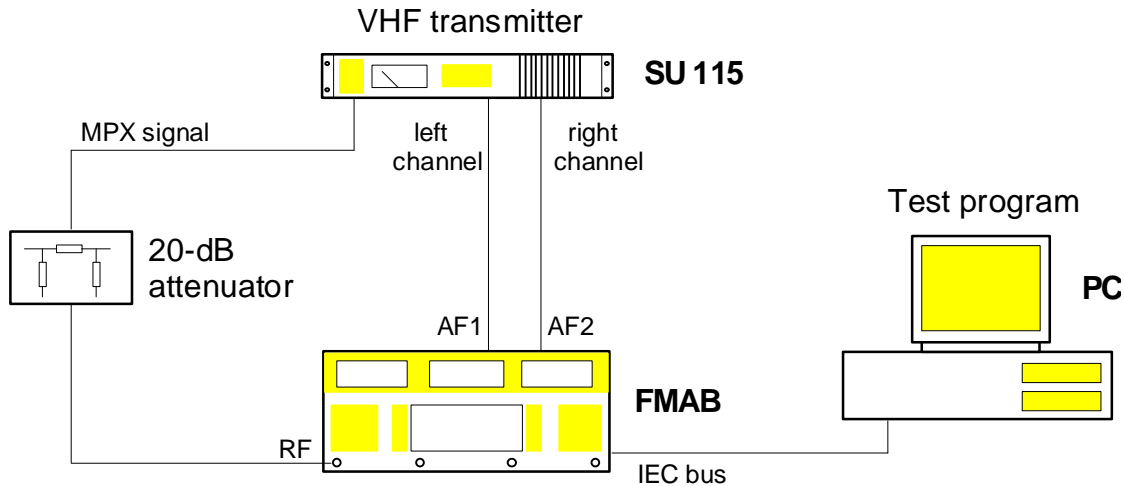 VHF transmitter
SU 115
MPX signal
left
channel
right
channel
Test program
20-dB
attenuator
PC
AF1
AF2
FMAB
RF
IEC bus